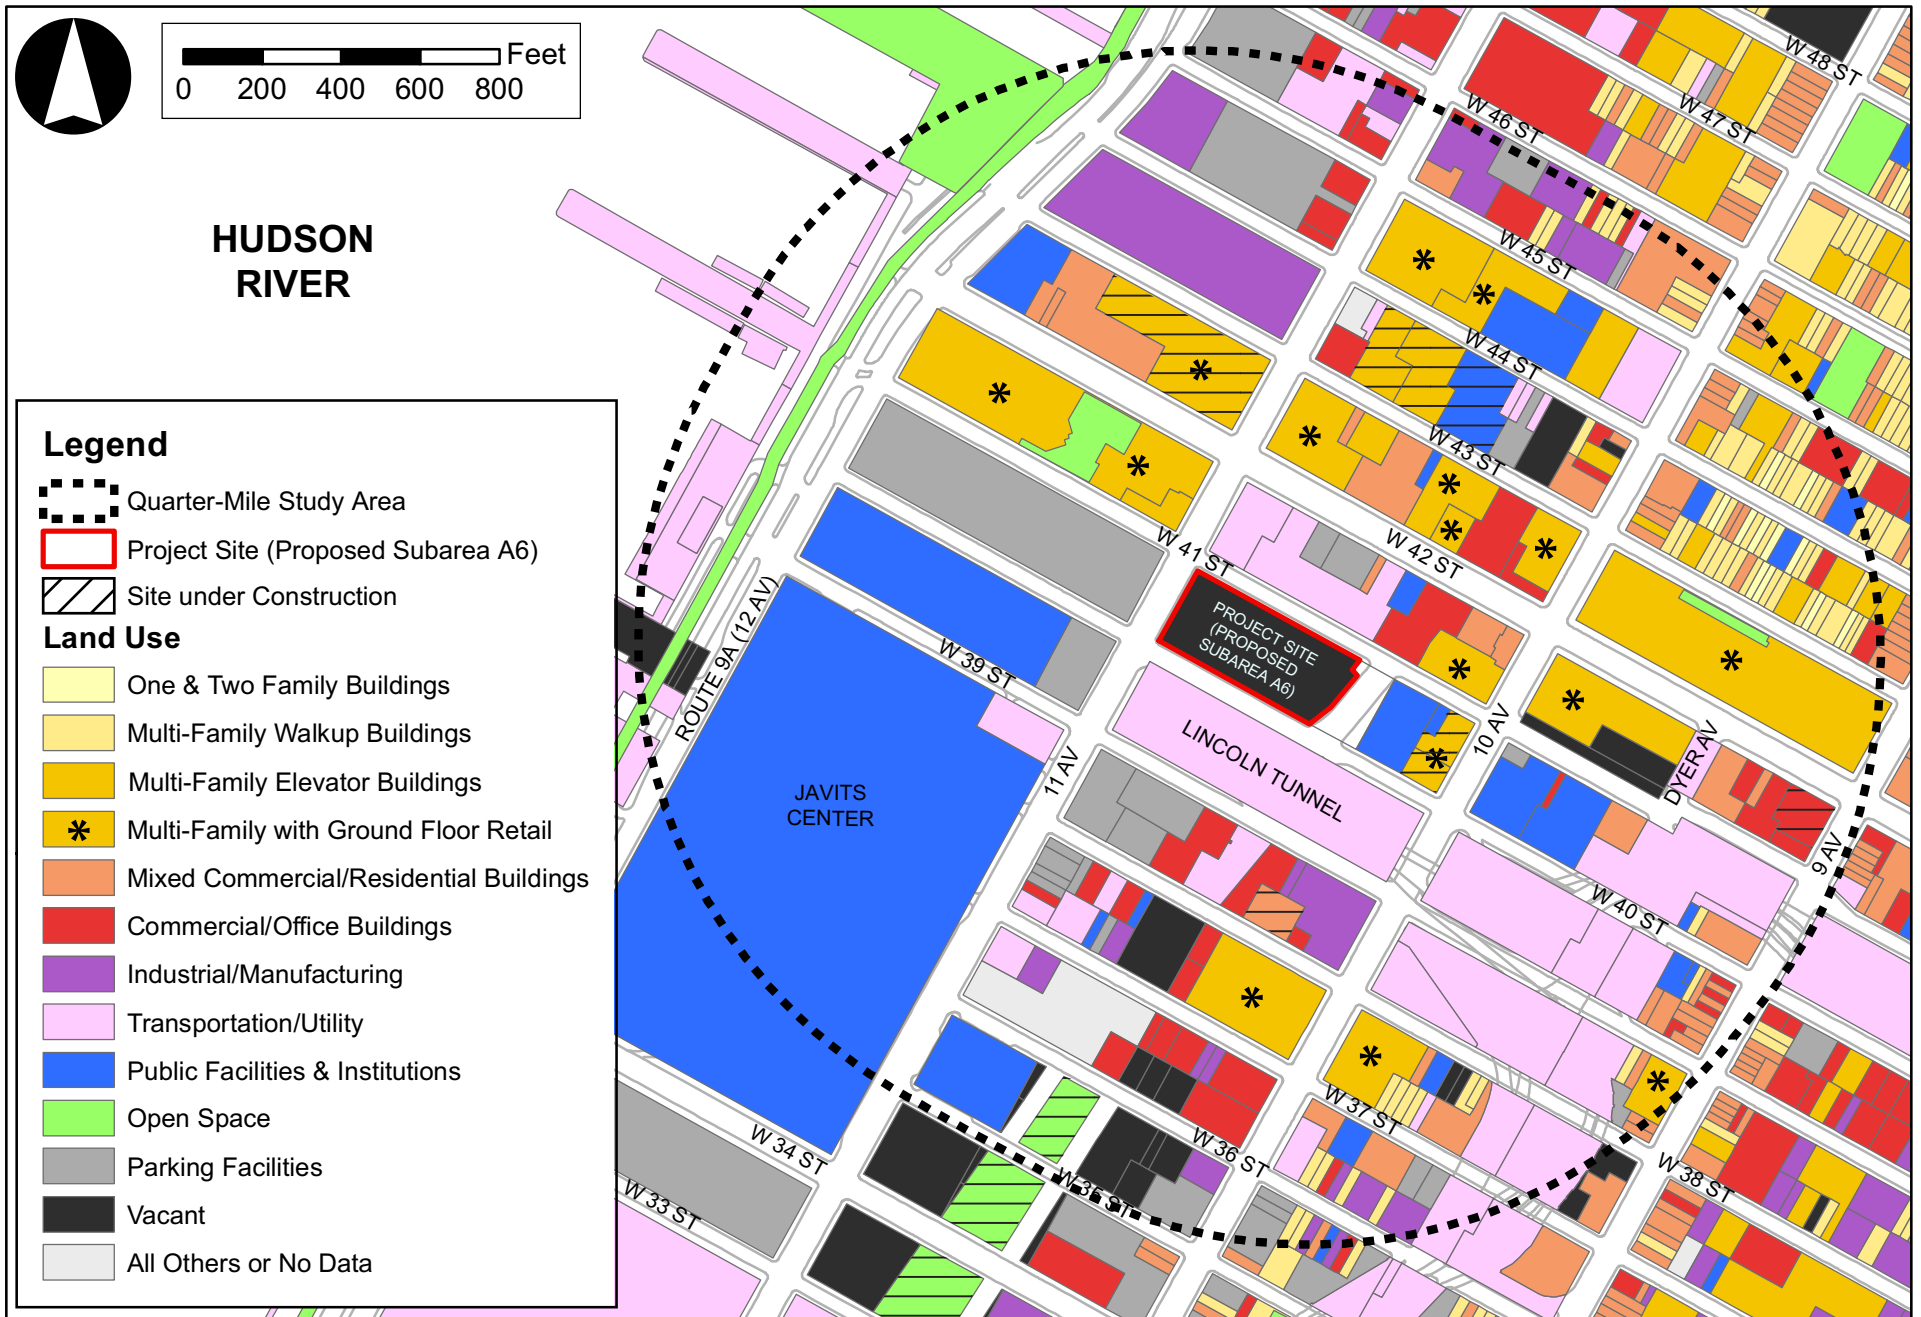 Feet
0 200 400 600 800
HUDSON
RIVER
Legend
Quarter-Mile Study Area
Project Site (Proposed Subarea A6)
Site under Construction
Land Use
One & Two Family Buildings
Multi-Family Walkup Buildings
Multi-Family Elevator Buildings
* Multi-Family with Ground Floor Retail
Mixed Commercial/Residential Buildings
Commercial/Office Buildings
Industrial/Manufacturing
Transportation/Utility
Public Facilities & Institutions
Open Space
Parking Facilities
Vacant
All Others or No Data
W 48 ST
W 47 ST
W 46 ST
W 45 ST
W 44 ST
W 43 ST
W 42 ST
W 41 ST
PROJECT SITE
(PROPOSED
SUBAREA A6)
W 39 ST
ROUTE 9A (12 AV)
LINCOLN TUNNEL
10 AV
DYER AV
11 AV
JAVITS
CENTER
9 AV
W 40 ST
W 37 ST
W 34 ST
W 36 ST
W 38 ST
W 35 ST
W 33 ST